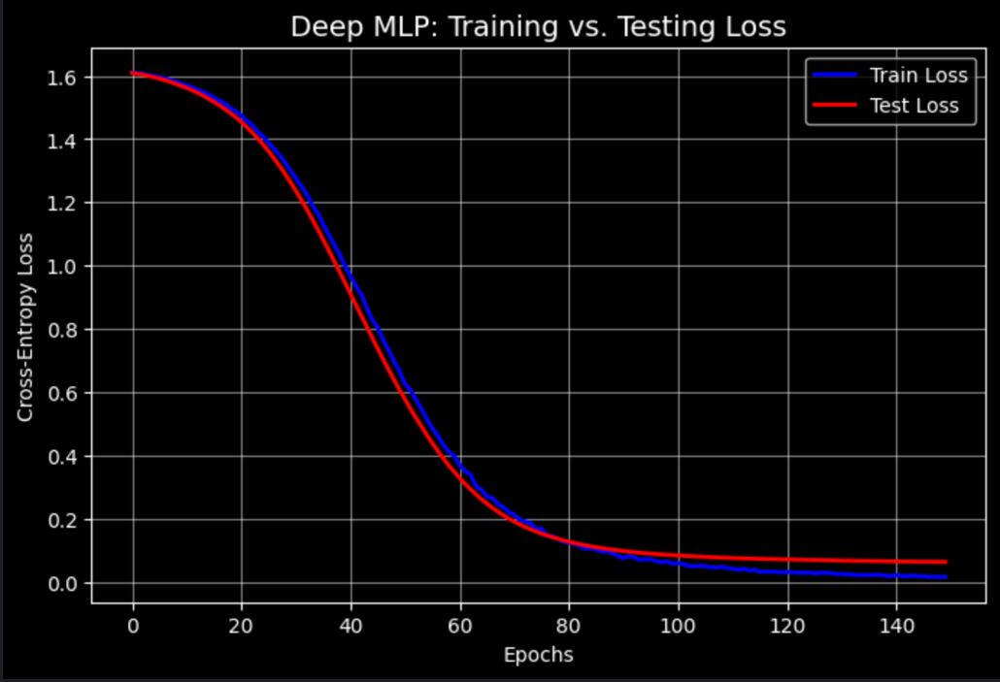 Deep MLP: Training vs. Testing Loss
Train Loss
Test Loss
1.6
1.4
1.2
1.0
0.8
0.6
0.4
0.2
0.0
Cross-Entropy Loss
0 20 40 60 80 100 120 140
Epochs